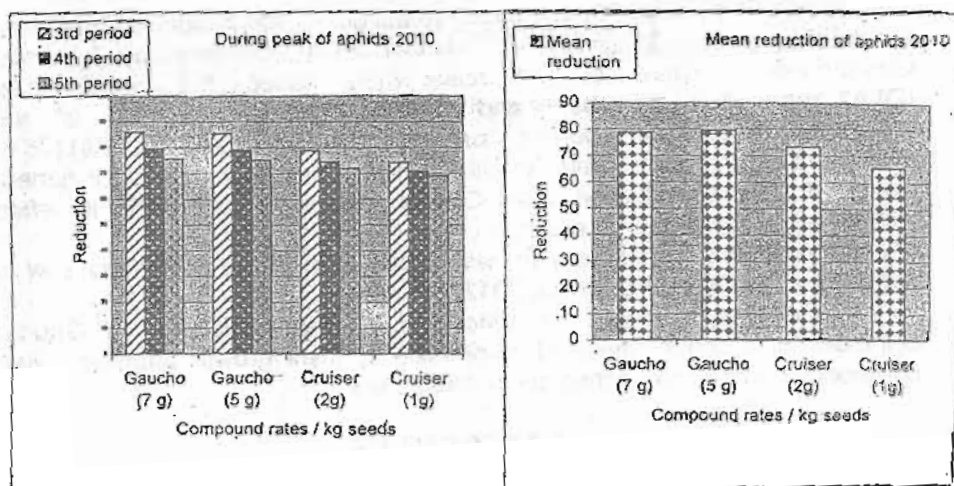 3rd period
4th period
5th period
During peak of aphids 2010
Reduction
Gaucho (7 g)
Gaucho (5 g)
Cruiser (2g)
Cruiser (1g)
Compound rates / kg seeds
Mean reduction
Mean reduction of aphids 2010
90
80
70
60
50
40
30
20
10
0
Reduction
Gaucho (7 g)
Gaucho (5 g)
Cruiser (2g)
Cruiser (1g)
Compound rates / kg seeds